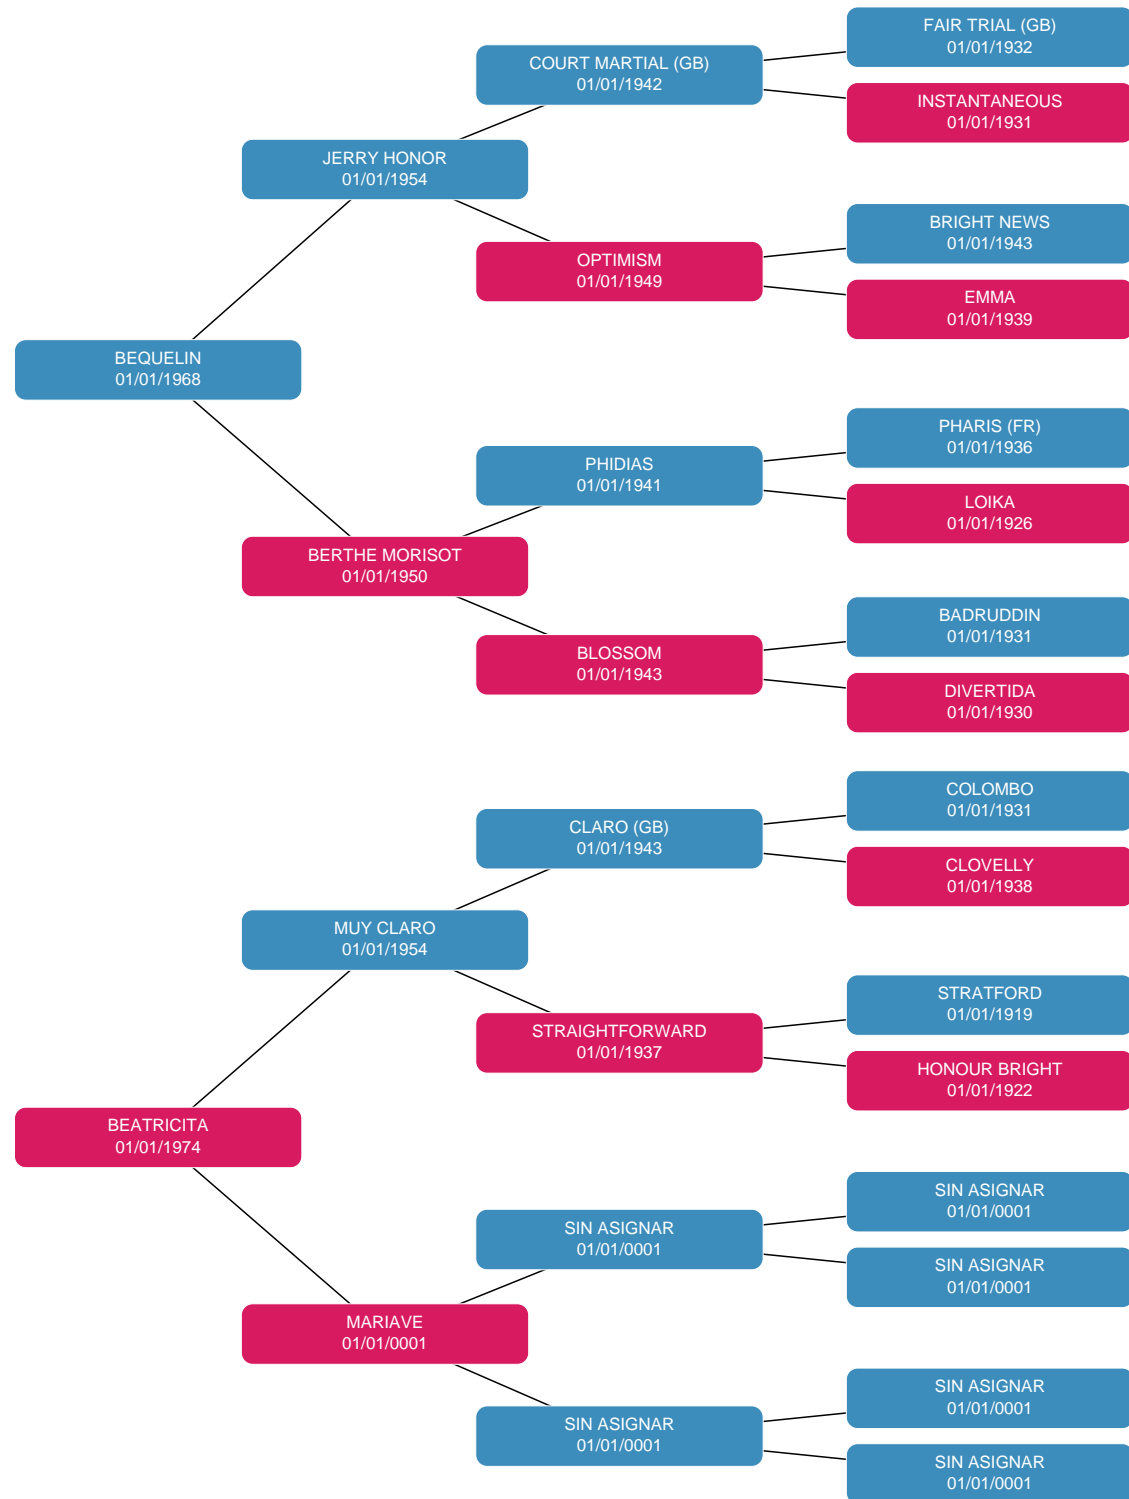 FAIR TRIAL (GB)
01/01/1932
COURT MARTIAL (GB)
01/01/1942
INSTANTANEOUS
01/01/1931
JERRY HONOR
01/01/1954
BRIGHT NEWS
01/01/1943
OPTIMISM
01/01/1949
EMMA
01/01/1939
BEQUELIN
01/01/1968
PHARIS (FR)
01/01/1936
PHIDIAS
01/01/1941
LOIKA
01/01/1926
BERTHE MORISOT
01/01/1950
BADRUDDIN
01/01/1931
BLOSSOM
01/01/1943
DIVERTIDA
01/01/1930
COLOMBO
01/01/1931
CLARO (GB)
01/01/1943
CLOVELLY
01/01/1938
MUY CLARO
01/01/1954
STRATFORD
01/01/1919
STRAIGHTFORWARD
01/01/1937
HONOUR BRIGHT
01/01/1922
BEATRICITA
01/01/1974
SIN ASIGNAR
01/01/0001
SIN ASIGNAR
01/01/0001
SIN ASIGNAR
01/01/0001
MARIAVE
01/01/0001
SIN ASIGNAR
01/01/0001
SIN ASIGNAR
01/01/0001
SIN ASIGNAR
01/01/0001